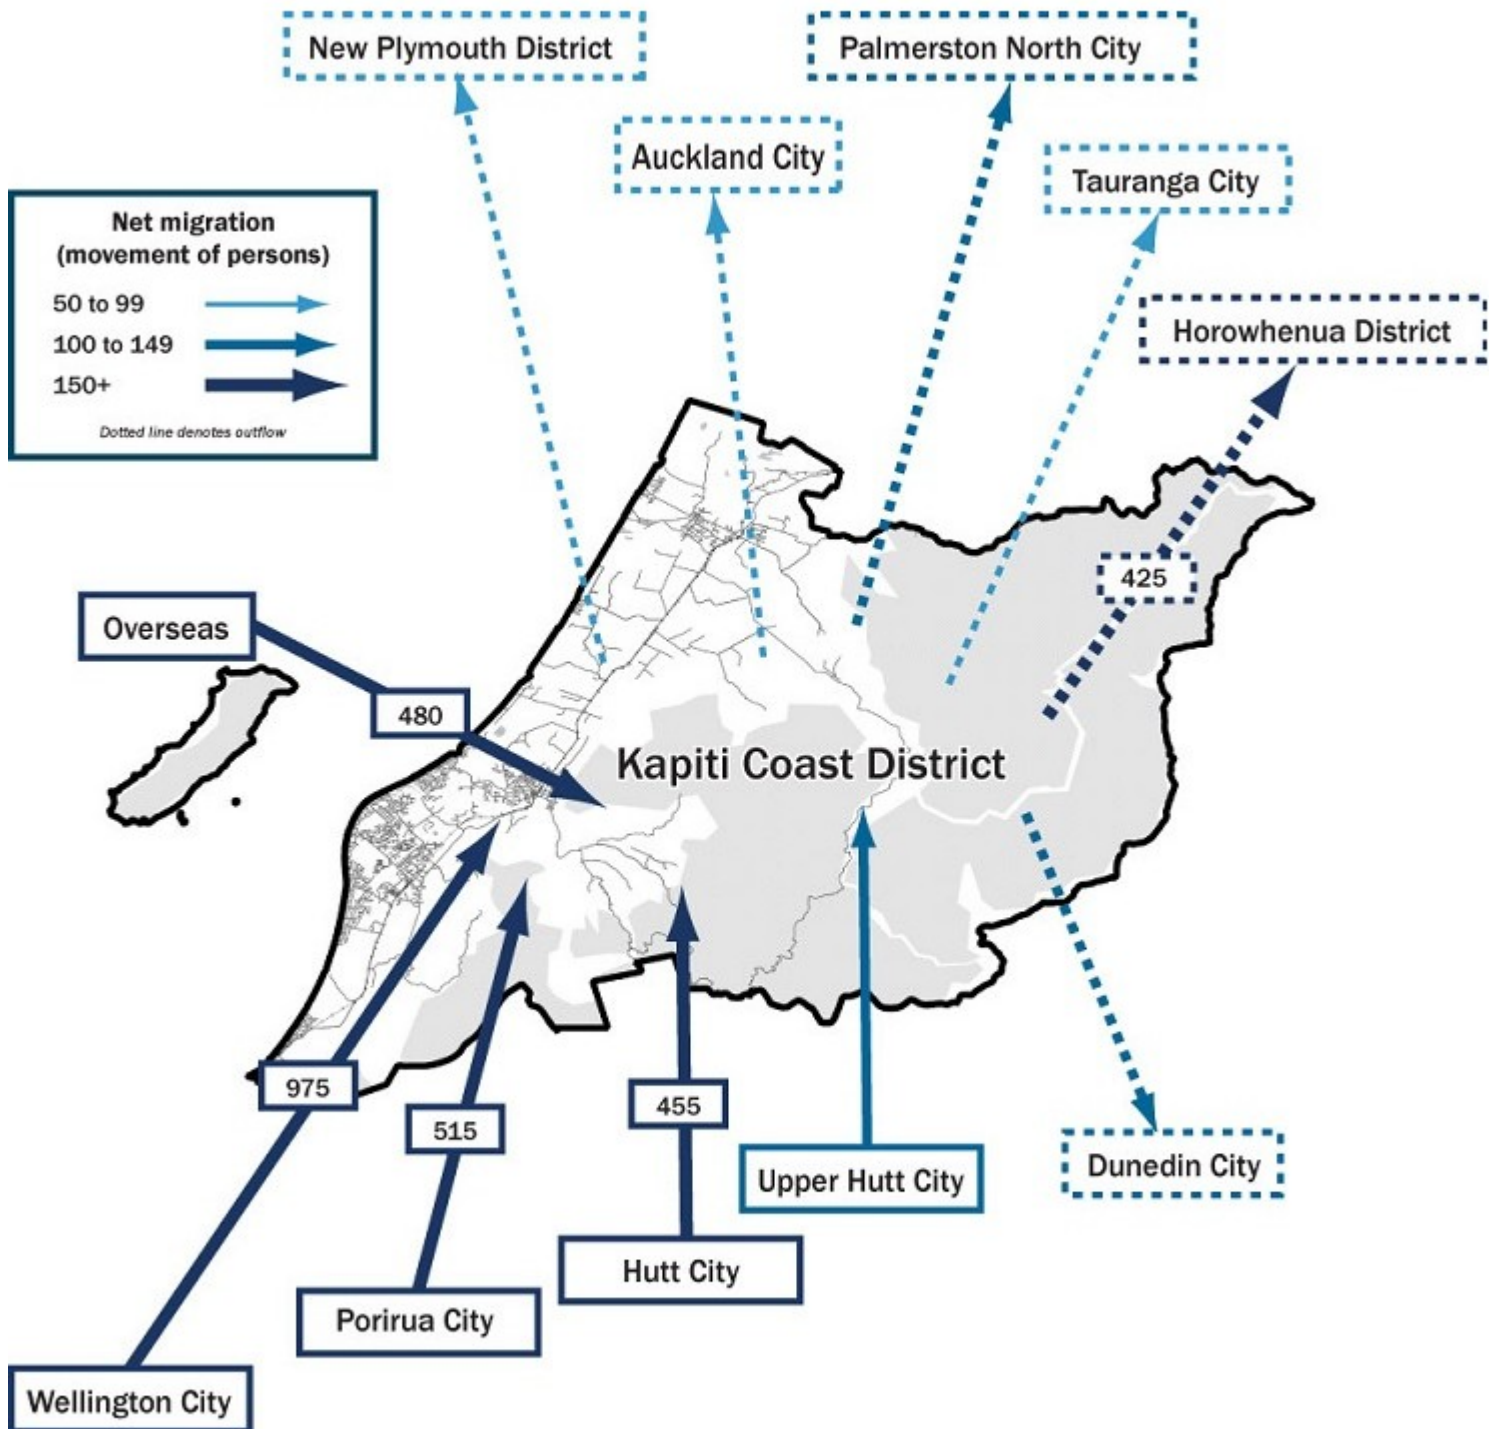 New Plymouth District
Palmerston North City
Auckland City
Tauranga City
Net migration
(movement of persons)
50 to 99
100 to 149
150+
Dotted line denotes outflow
Horowhenua District
425
Overseas
480
Kapiti Coast District
975
515
455
Upper Hutt City
Dunedin City
Hutt City
Porirua City
Wellington City